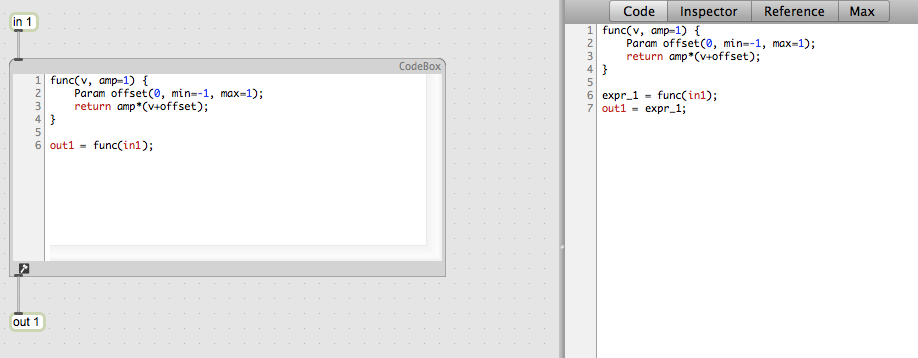 in 1
CodeBox
1 func(v, amp=1) {
2 Param offset(0, min=-1, max=1);
3 return amp*(v+offset);
4 }
5
6 out1 = func(in1);
out 1
Code Inspector Reference Max
1 func(v, amp=1) {
2 Param offset(0, min=-1, max=1);
3 return amp*(v+offset);
4 }
5
6 expr_1 = func(in1);
7 out1 = expr_1;